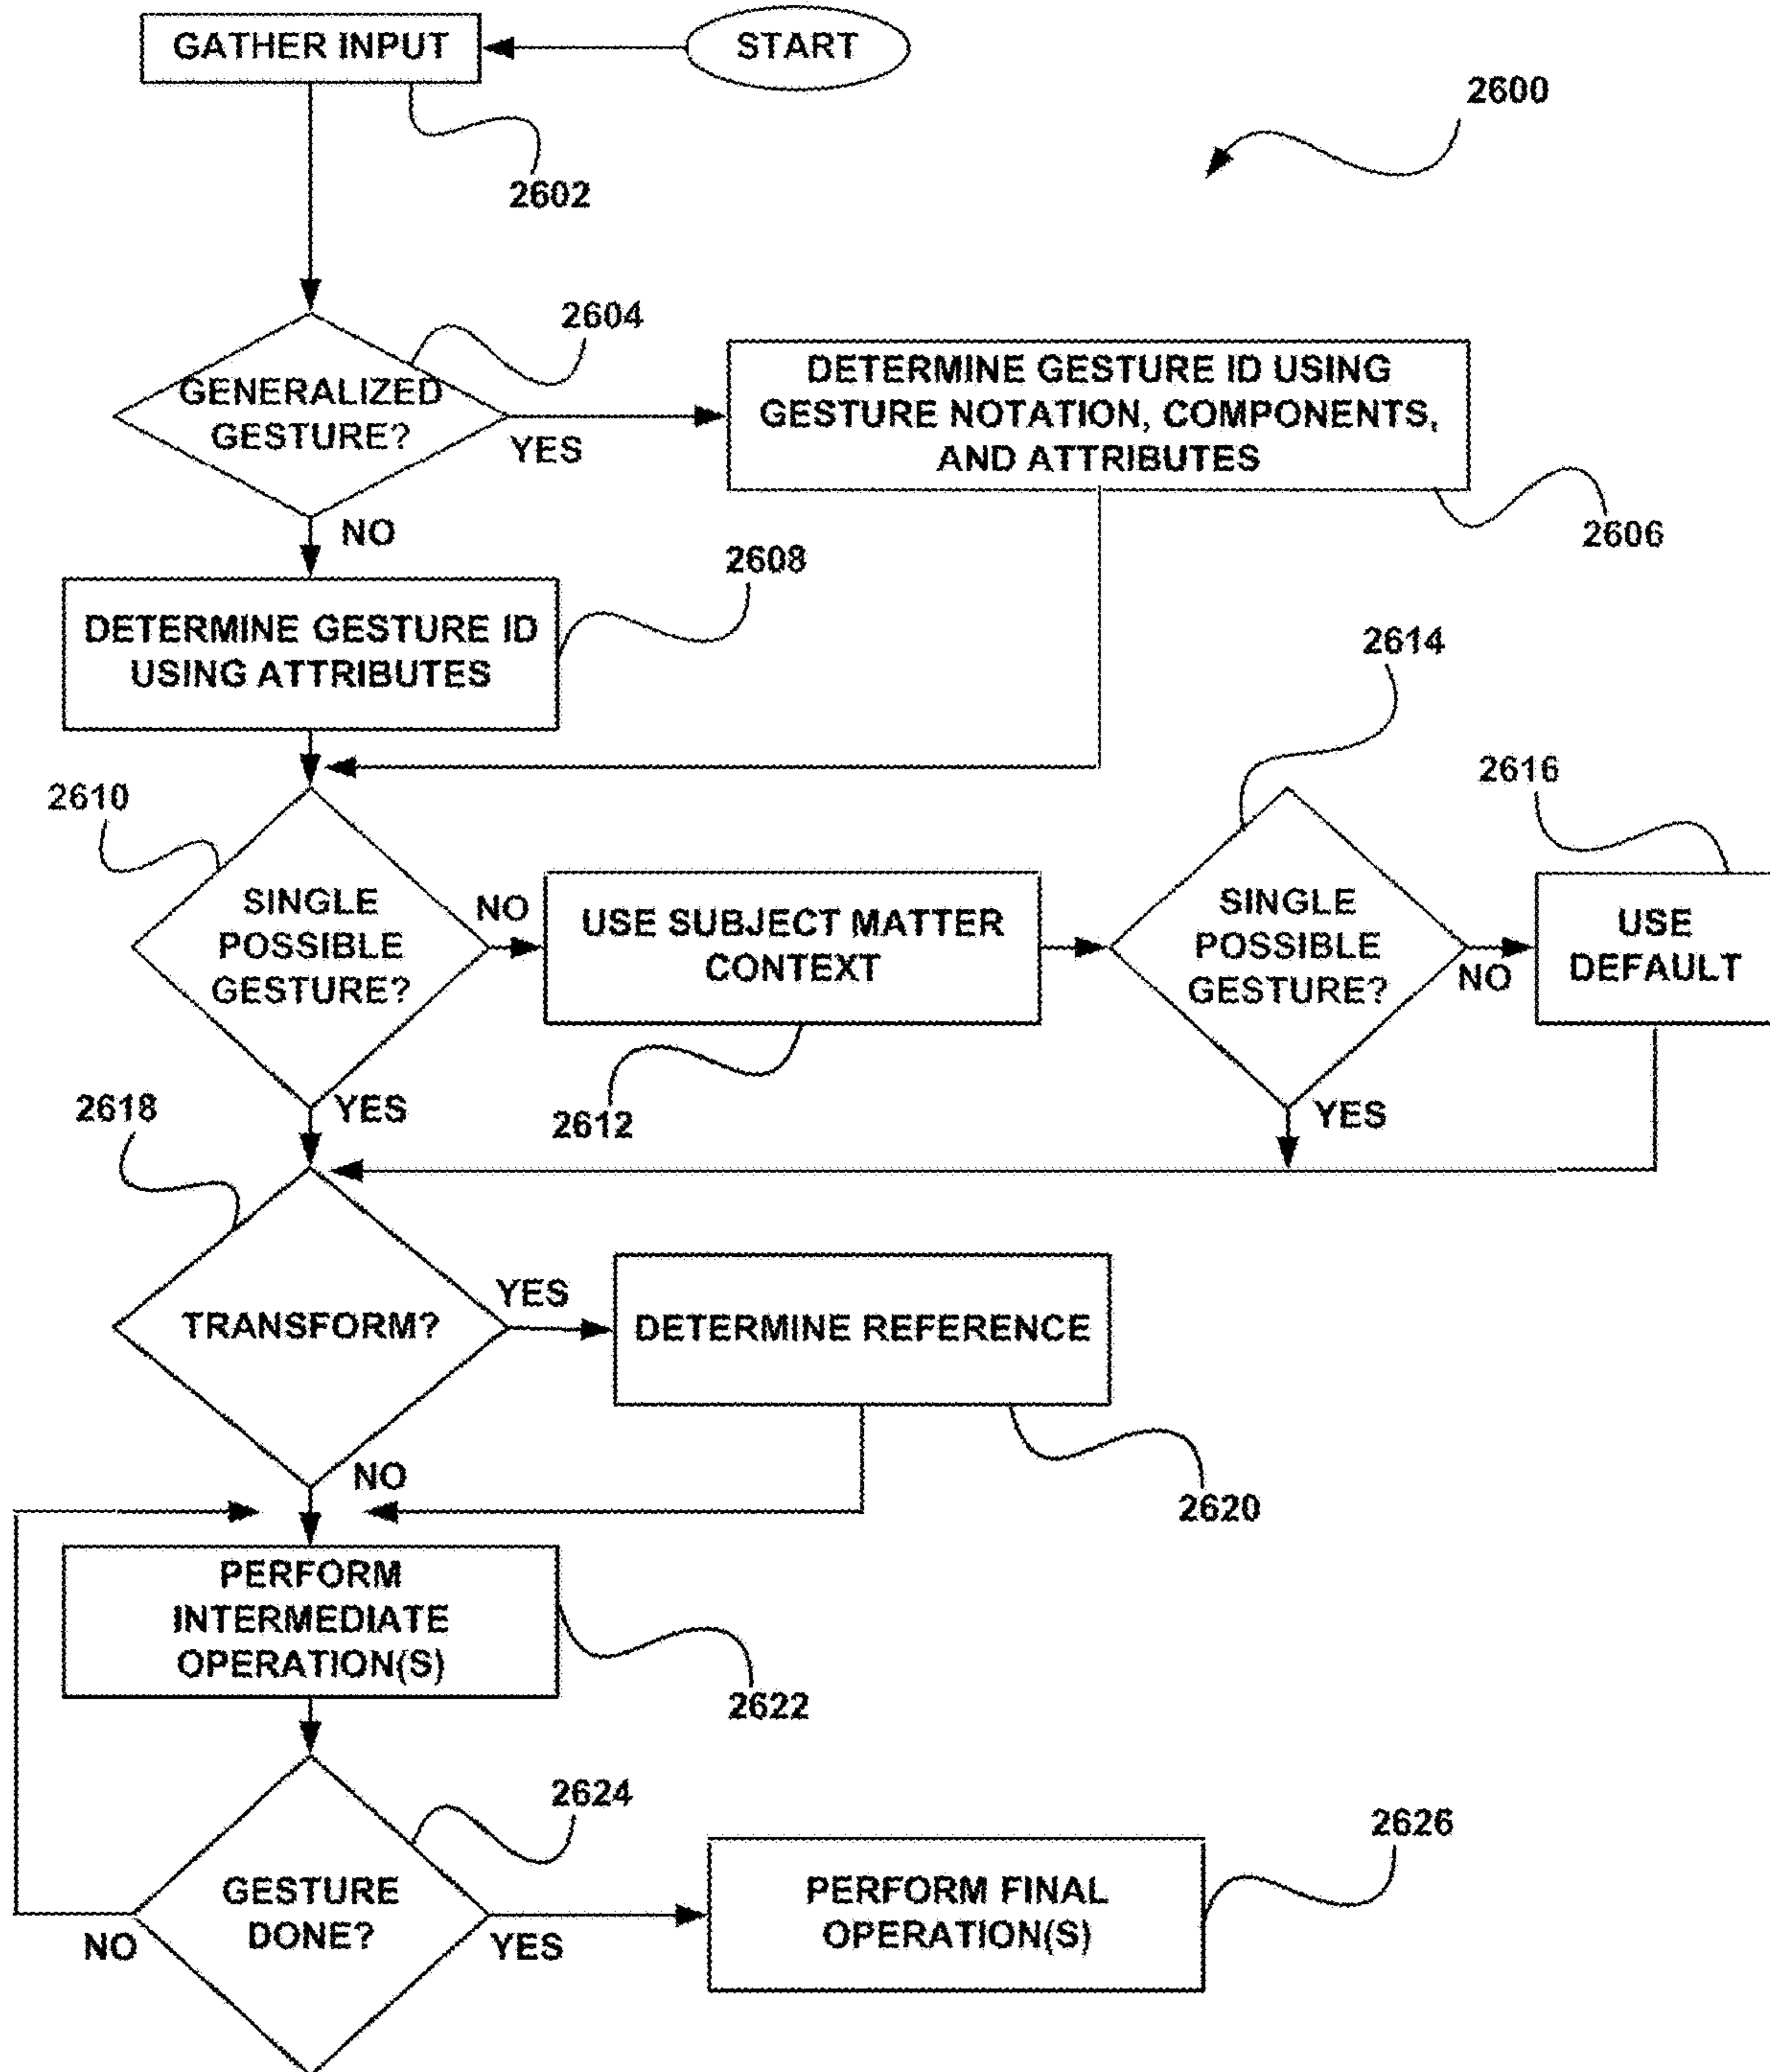 GATHER INPUT
START
2600
2602
2604
GENERALIZED
GESTURE?
YES
DETERMINE GESTURE ID USING
GESTURE NOTATION, COMPONENTS,
AND ATTRIBUTES
2606
NO
2608
DETERMINE GESTURE ID
USING ATTRIBUTES
2614
2610
2616
SINGLE
POSSIBLE
GESTURE?
NO
USE SUBJECT MATTER
CONTEXT
SINGLE
POSSIBLE
GESTURE?
NO
USE
DEFAULT
2618
YES
2612
YES
TRANSFORM?
YES
DETERMINE REFERENCE
NO
2620
PERFORM
INTERMEDIATE
OPERATION(S)
2622
2624
2626
GESTURE
DONE?
NO
YES
PERFORM FINAL
OPERATION(S)